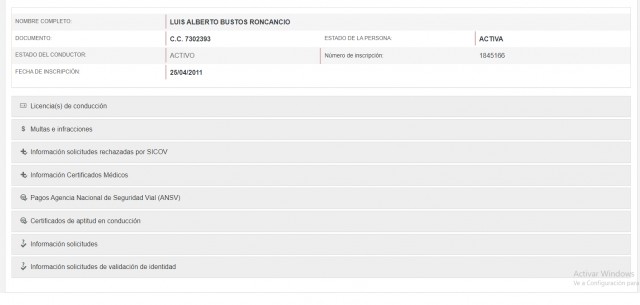 NOMBRE COMPLETO: LUIS ALBERTO BUSTOS RONCANCIO
DOCUMENTO: C.C. 7302393 ESTADO DE LA PERSONA: ACTIVA
ESTADO DEL CONDUCTOR: ACTIVO Número de inscripción: 1845166
FECHA DE INSCRIPCIÓN: 25/04/2011
Licencia(s) de conducción
$ Multas e infracciones
Información solicitudes rechazadas por SICOV
Información Certificados Médicos
Pagos Agencia Nacional de Seguridad Vial (ANSV)
Certificados de aptitud en conducción
Información solicitudes
Información solicitudes de validación de identidad
Activar Windows
Ve a Configuración para